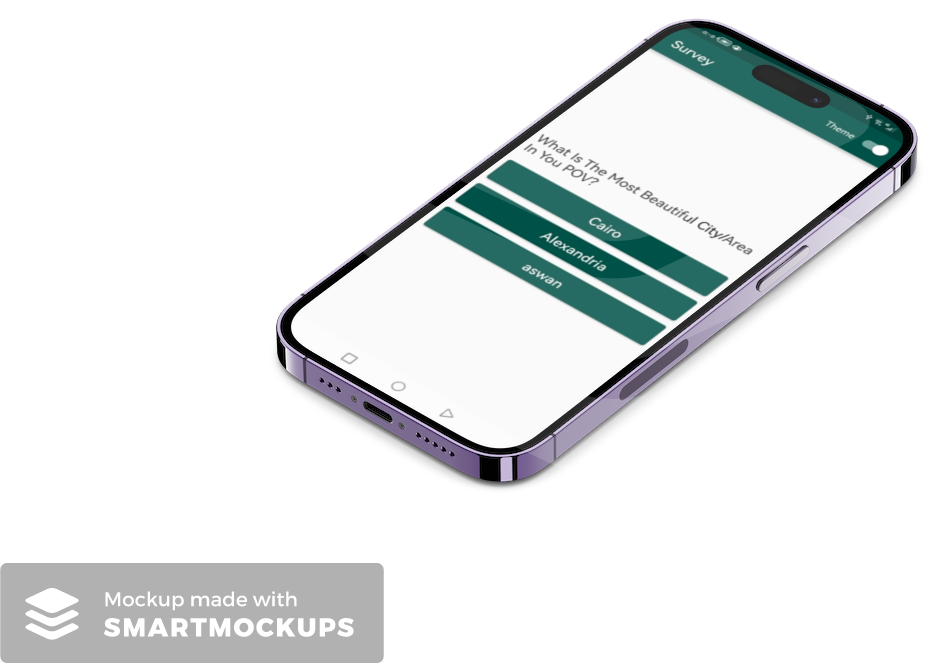 Survey
Theme
What Is The Most Beautiful City/Area
In You POV?
Cairo
Alexandria
aswan
Mockup made with
SMARTMOCKUPS